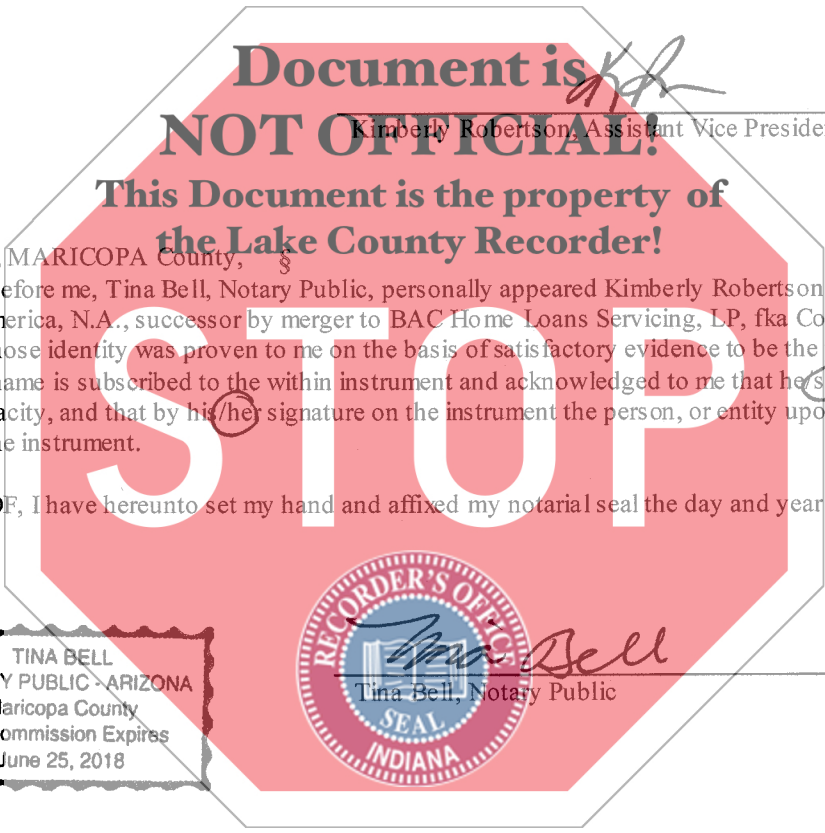 Document is
NOT OFFICIAL!
Kimberly Robertson, Assistant Vice Preside
This Document is the property of
the Lake County Recorder!
, MARICOPA County, §
efore me, Tina Bell, Notary Public, personally appeared Kimberly Robertson
merica, N.A., successor by merger to BAC Home Loans Servicing, LP, fka Co
hose identity was proven to me on the basis of satisfactory evidence to be the
name is subscribed to the within instrument and acknowledged to me that he/s
acity, and that by his/her signature on the instrument the person, or entity upo
e instrument.
STOP
OF, I have hereunto set my hand and affixed my notarial seal the day and year
RECORDER'S OFFICE
SEAL
INDIANA
Tina Bell
Tina Bell, Notary Public
TINA BELL
Y PUBLIC - ARIZONA
aricopa County
ommission Expires
June 25, 2018